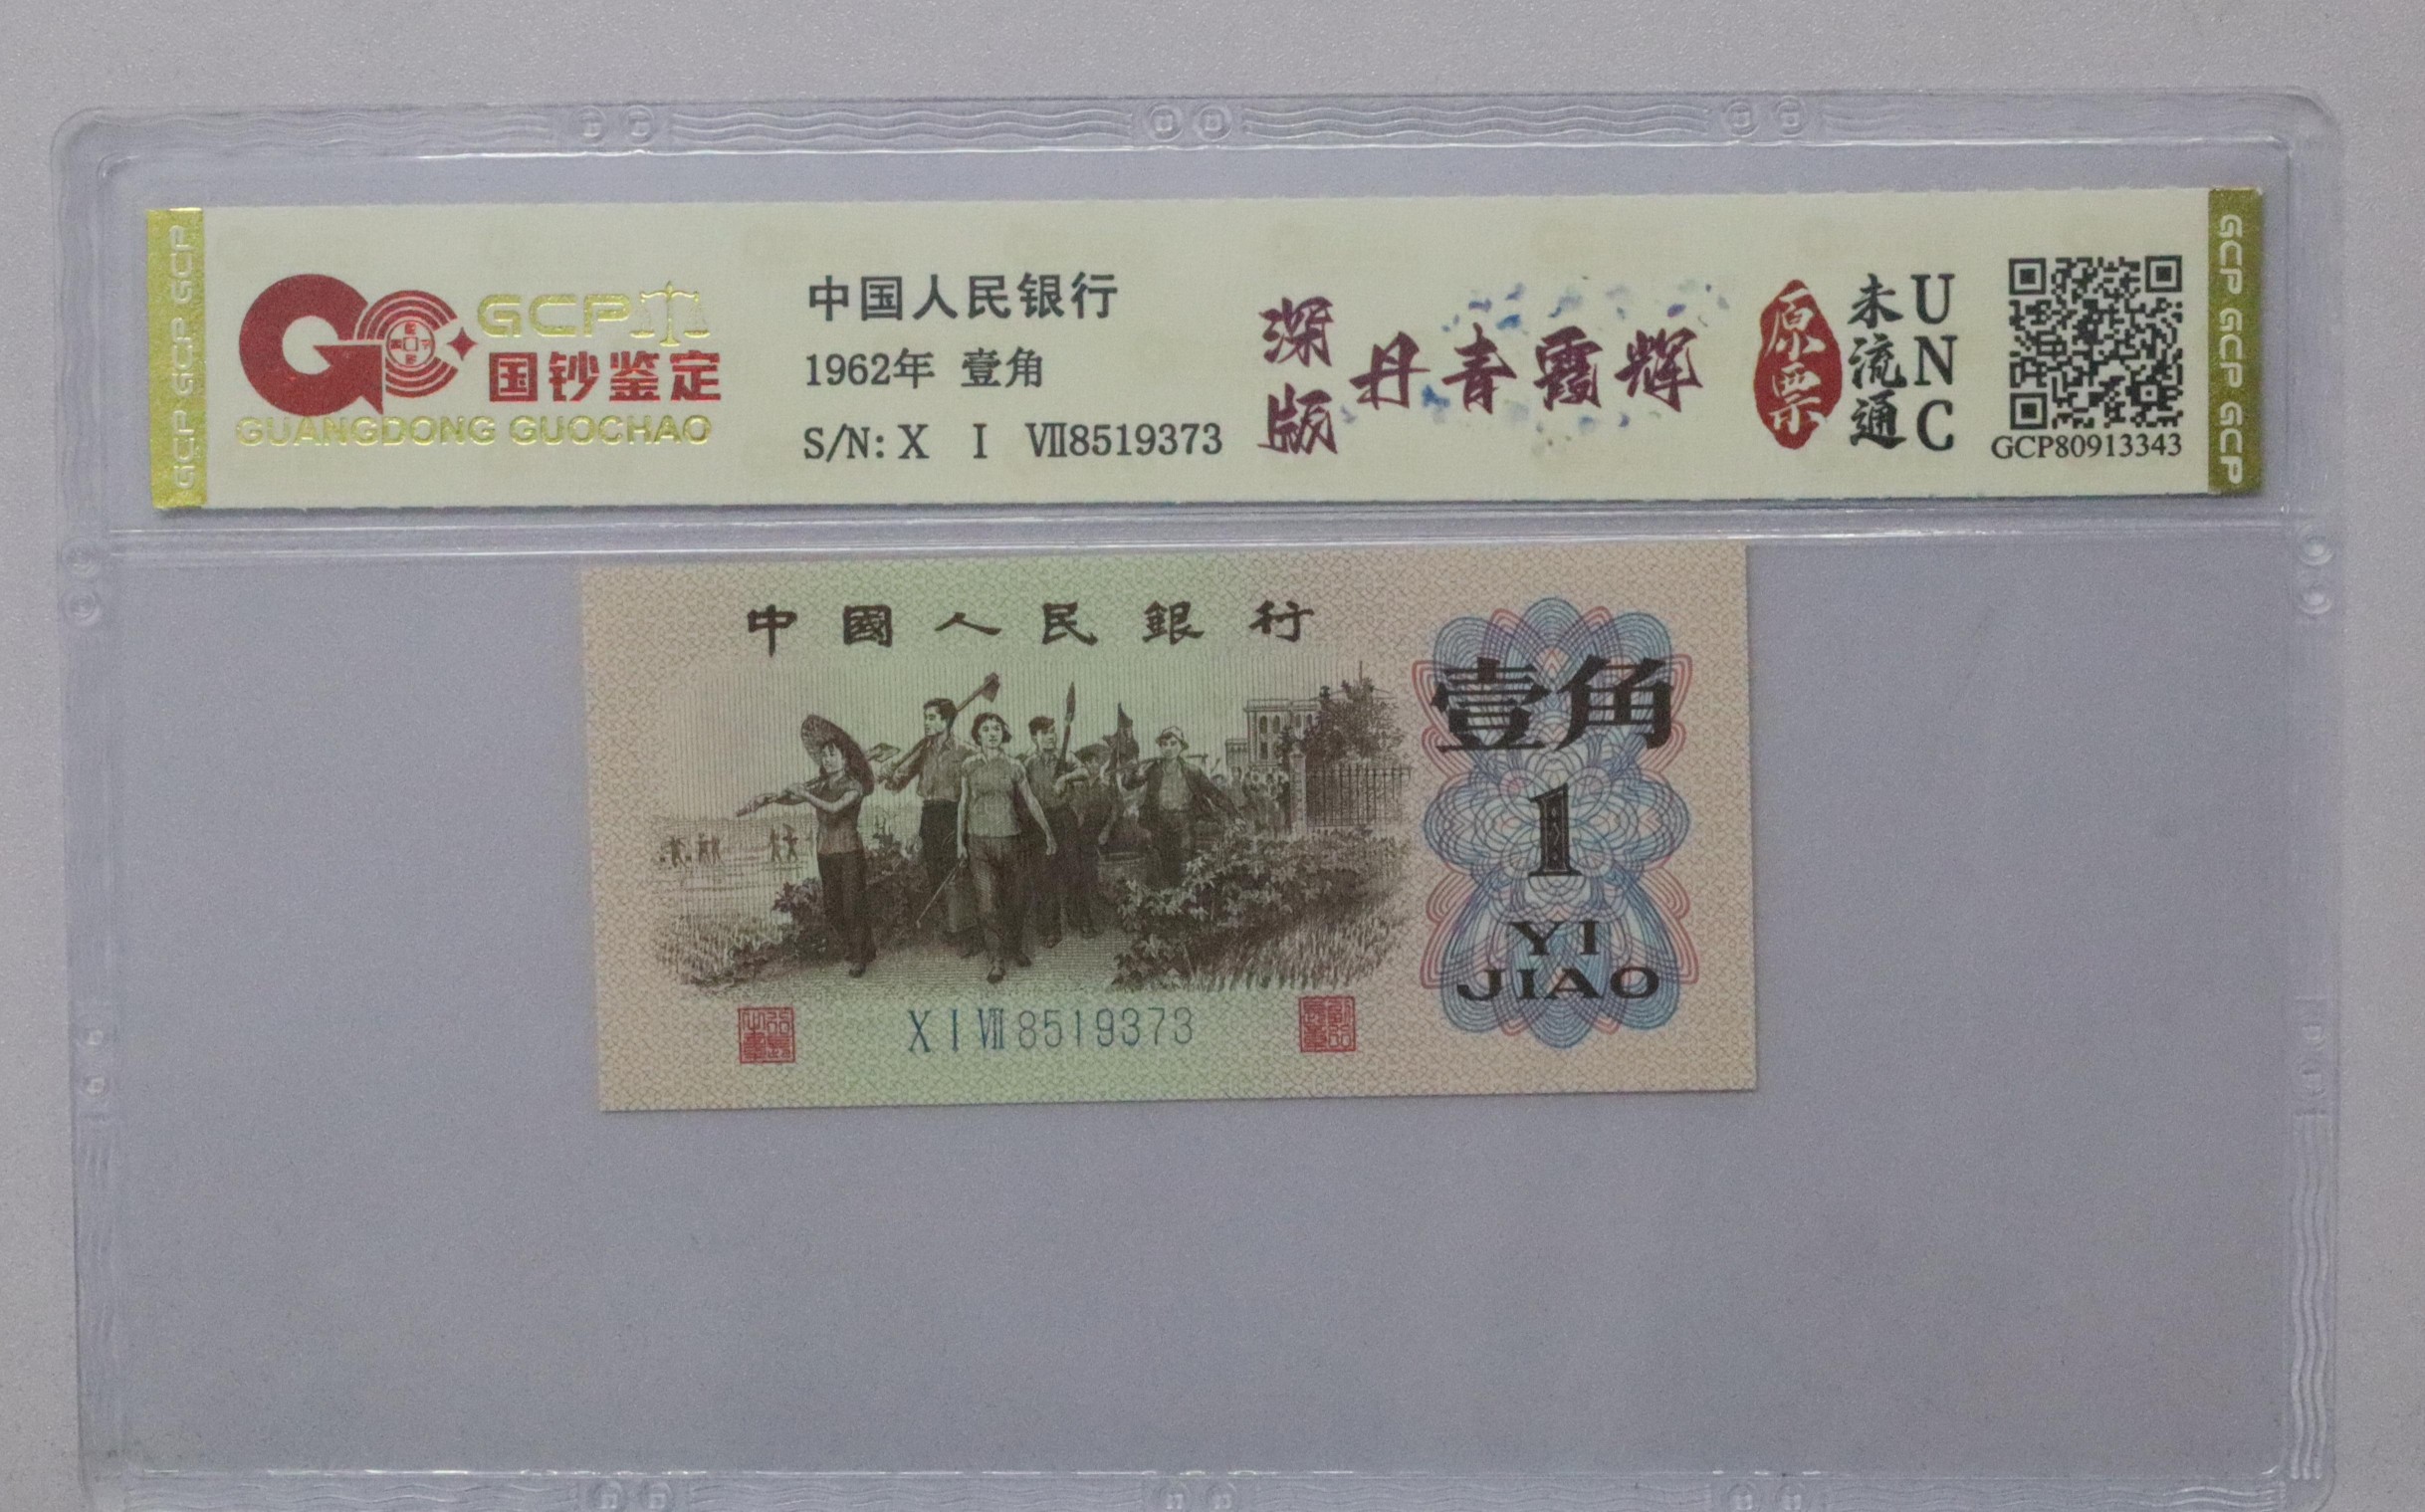 GCP GCP GCP
GCP
国钞鉴定
GUANGDONG GUOCHAO
中国人民银行
1962年 壹角
S/N: X I Ⅶ8519373
深版
丹青霞辉
原票
未流通
UNC
GCP80913343
GCP GCP GCP
中國人民銀行
壹角
1
YI
JIAO
X I Ⅶ 8519373